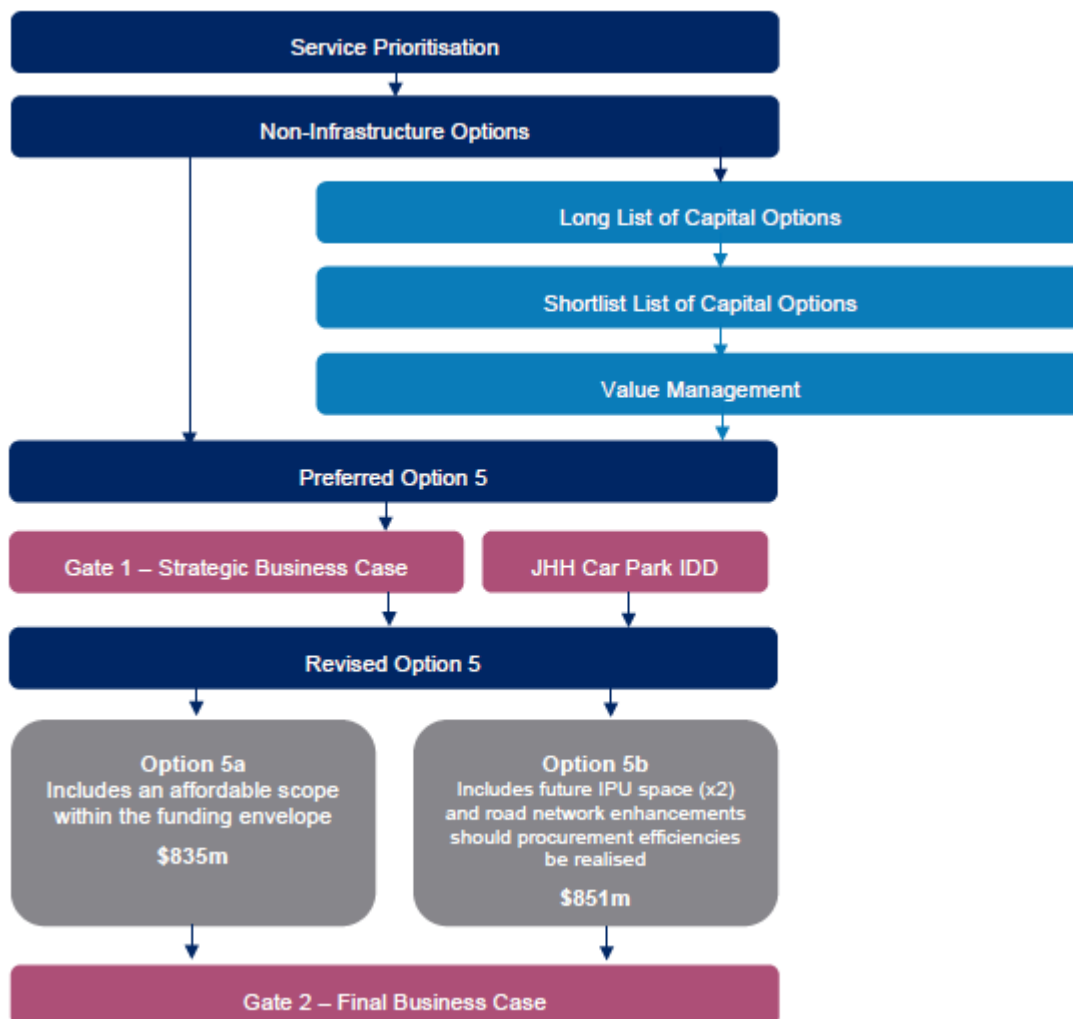 Service Prioritisation
Non-Infrastructure Options
Long List of Capital Options
Shortlist List of Capital Options
Value Management
Preferred Option 5
Gate 1 – Strategic Business Case
JHH Car Park IDD
Revised Option 5
Option 5a
Includes an affordable scope
within the funding envelope
$835m
Option 5b
Includes future IPU space (x2)
and road network enhancements
should procurement efficiencies
be realised
$851m
Gate 2 – Final Business Case